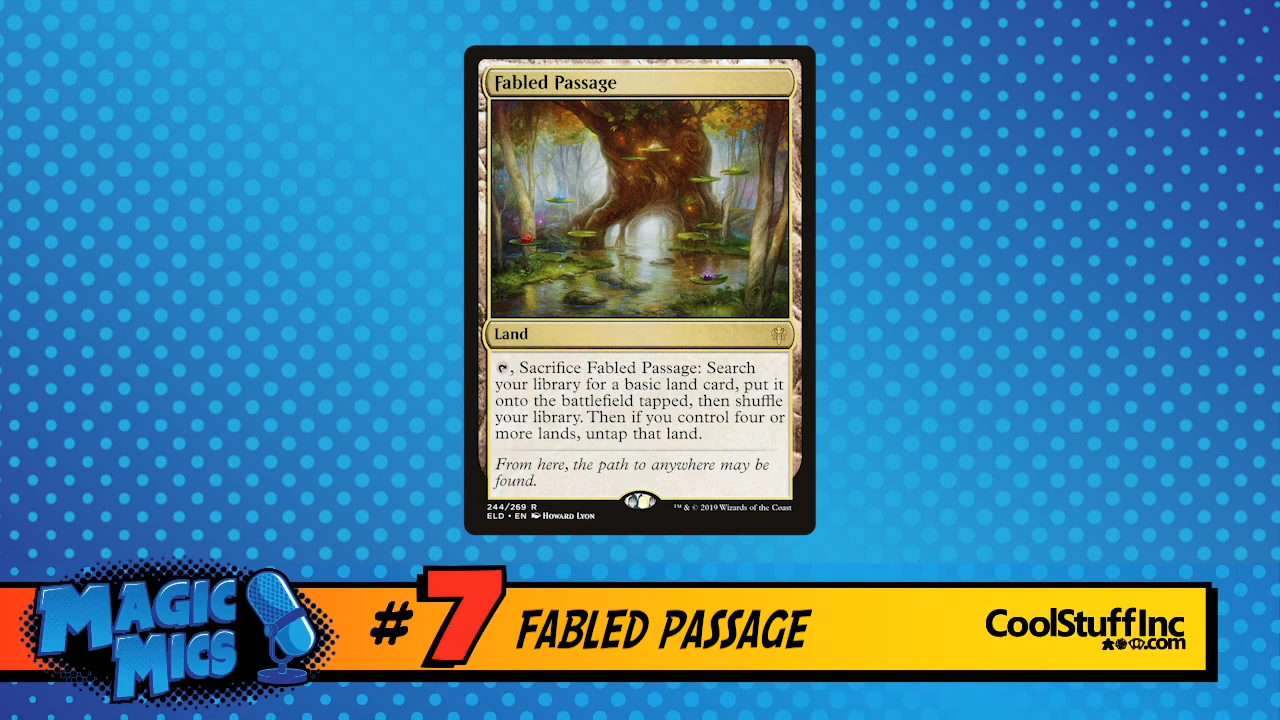 Fabled Passage
Land
, Sacrifice Fabled Passage: Search
your library for a basic land card, put it
onto the battlefield tapped, then shuffle
your library. Then if you control four or
more lands, untap that land.
From here, the path to anywhere may be
found.
244/269 R
ELD • EN Howard Lyon
™ & © 2019 Wizards of the Coast
MAGIC
MICS
#7 FABLED PASSAGE
CoolStuffInc
.com